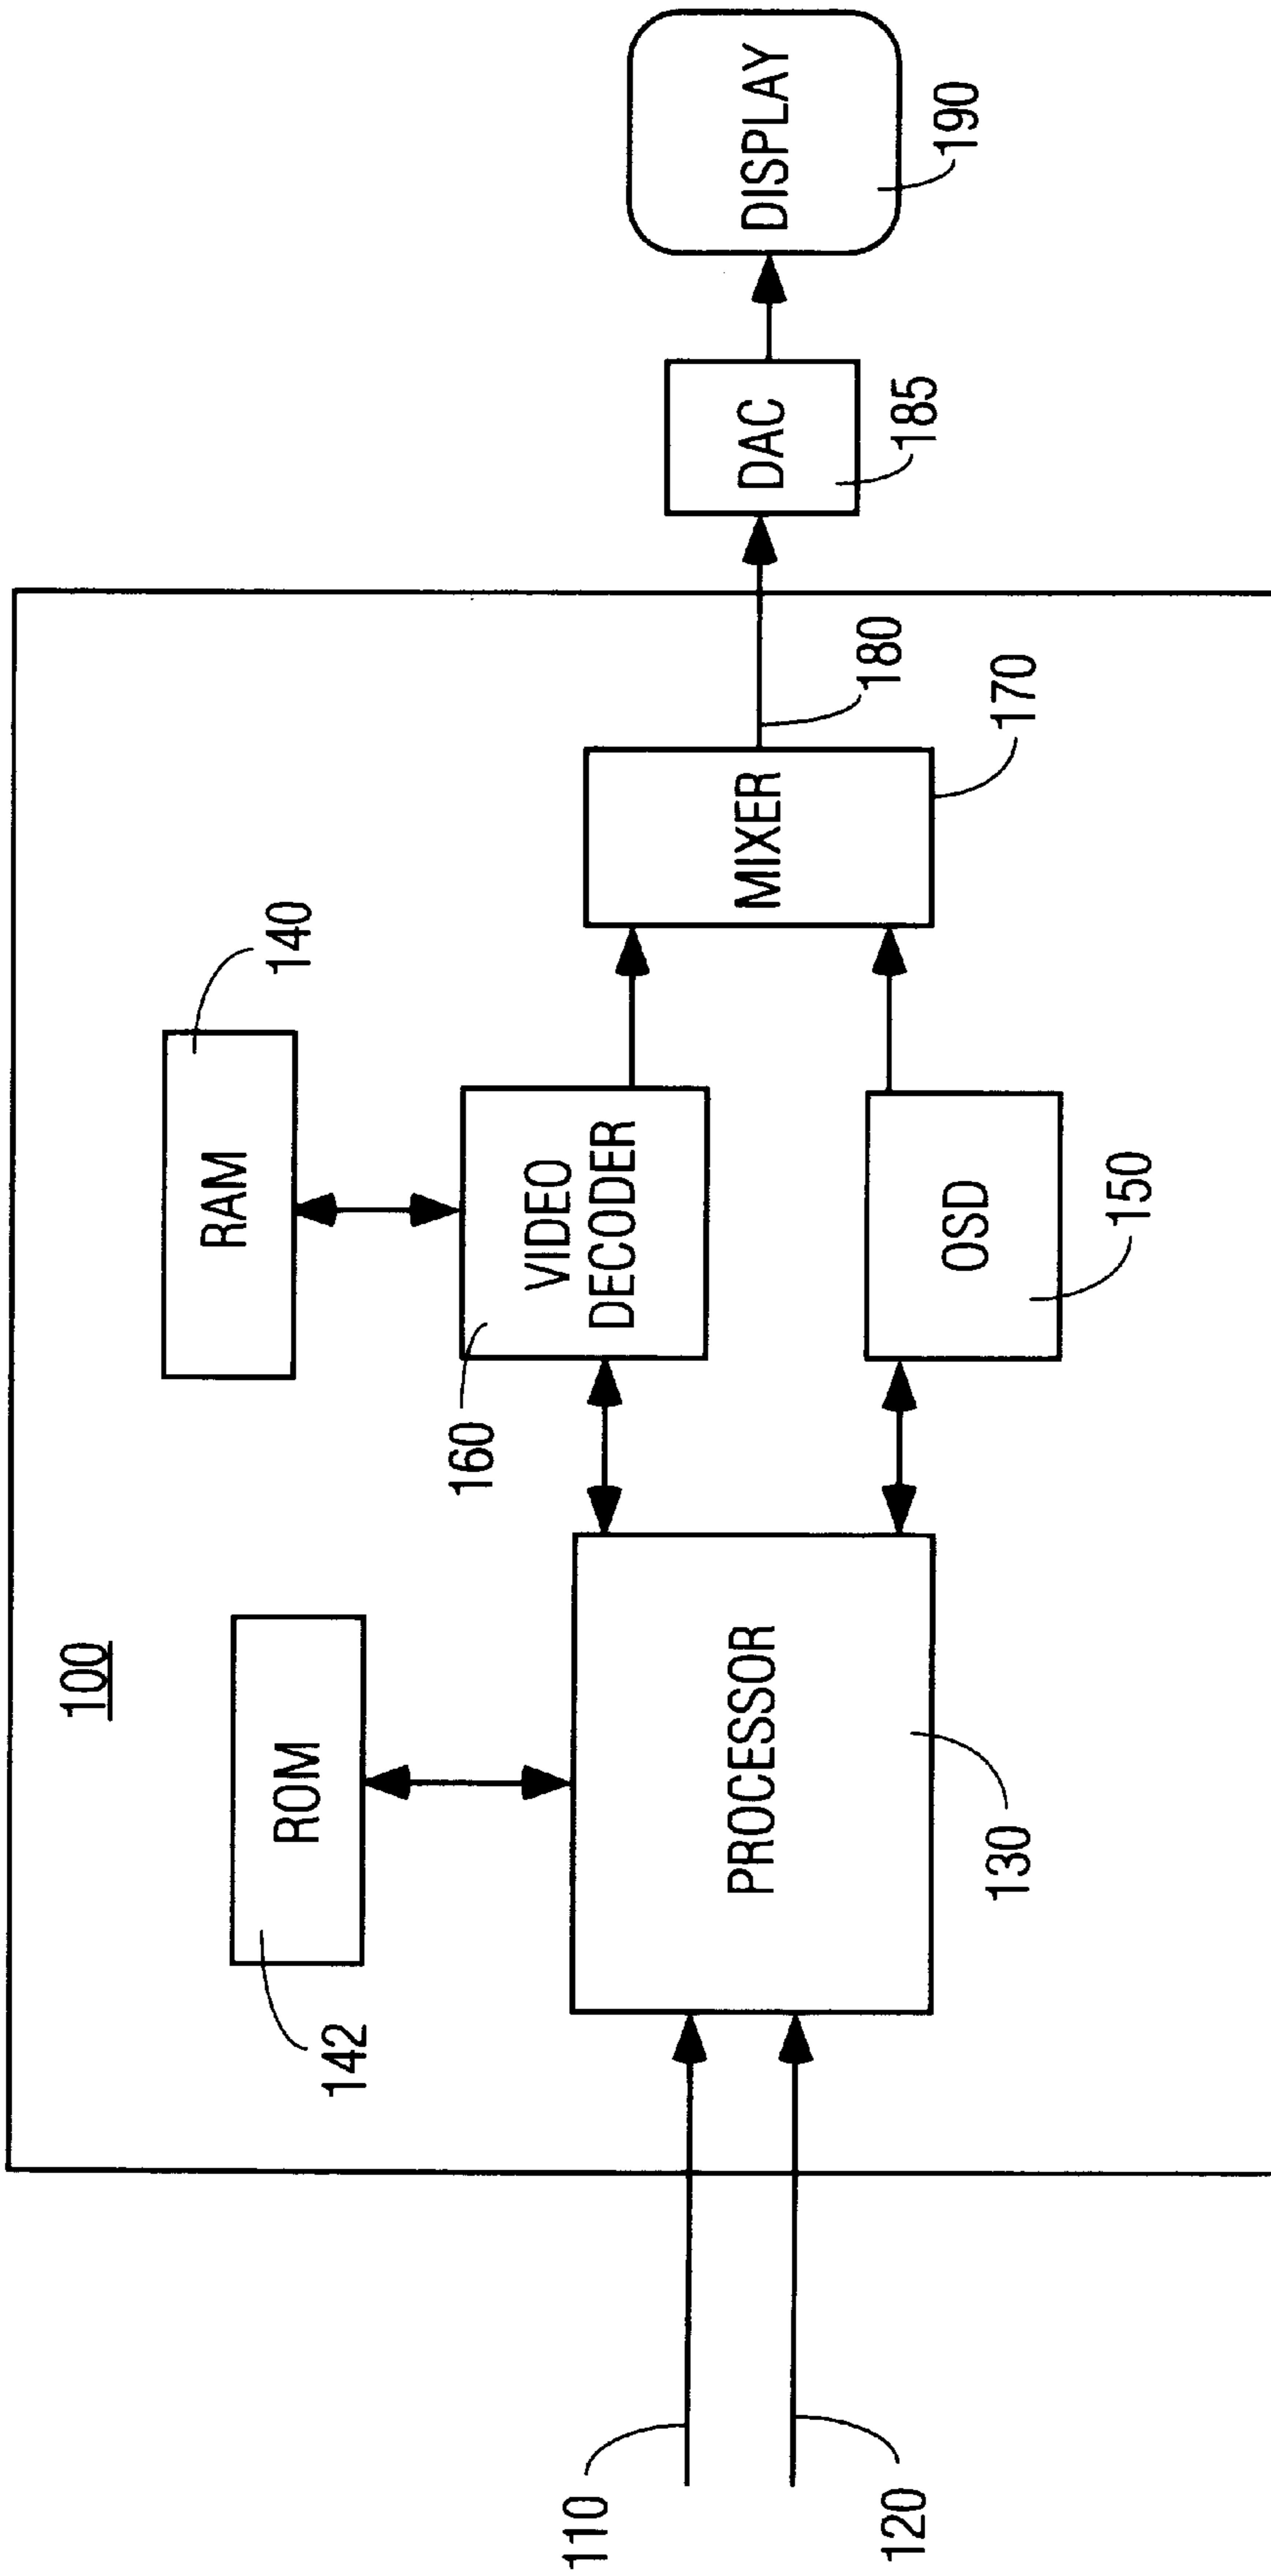 100
ROM
142
RAM
140
PROCESSOR
130
110
120
160
VIDEO
DECODER
OSD
150
MIXER
170
180
DAC
185
DISPLAY
190